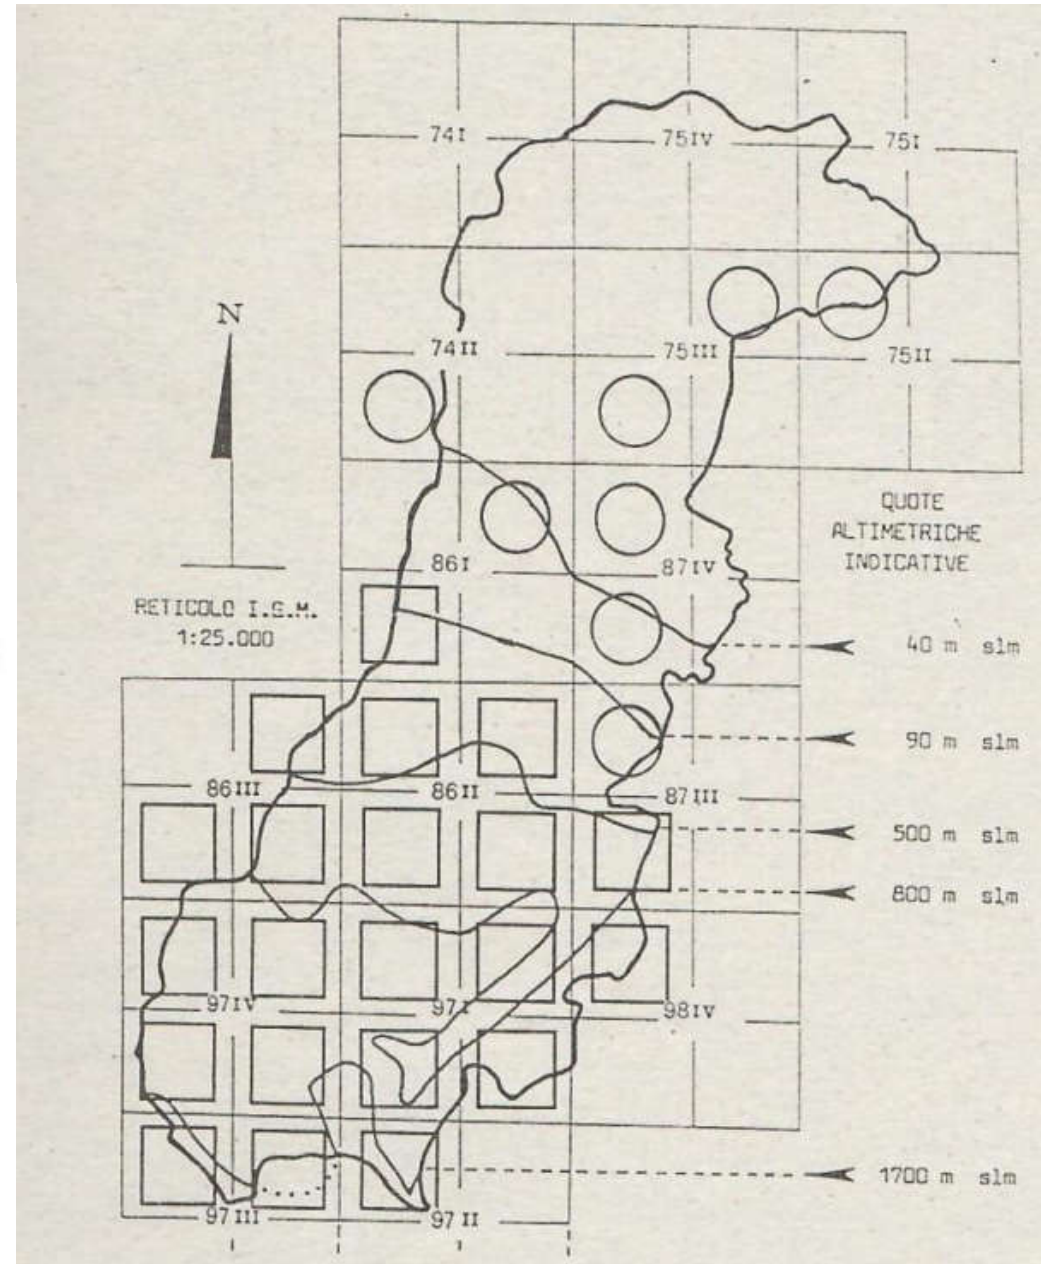 74I
75IV
75I
N
74II
75III
75II
QUOTE
ALTIMETRICHE
INDICATIVE
86I
87IV
RETICOLO I.G.M.
1:25.000
40 m slm
90 m slm
86III
86II
87III
500 m slm
800 m slm
97IV
97I
98IV
1700 m slm
97III
97II